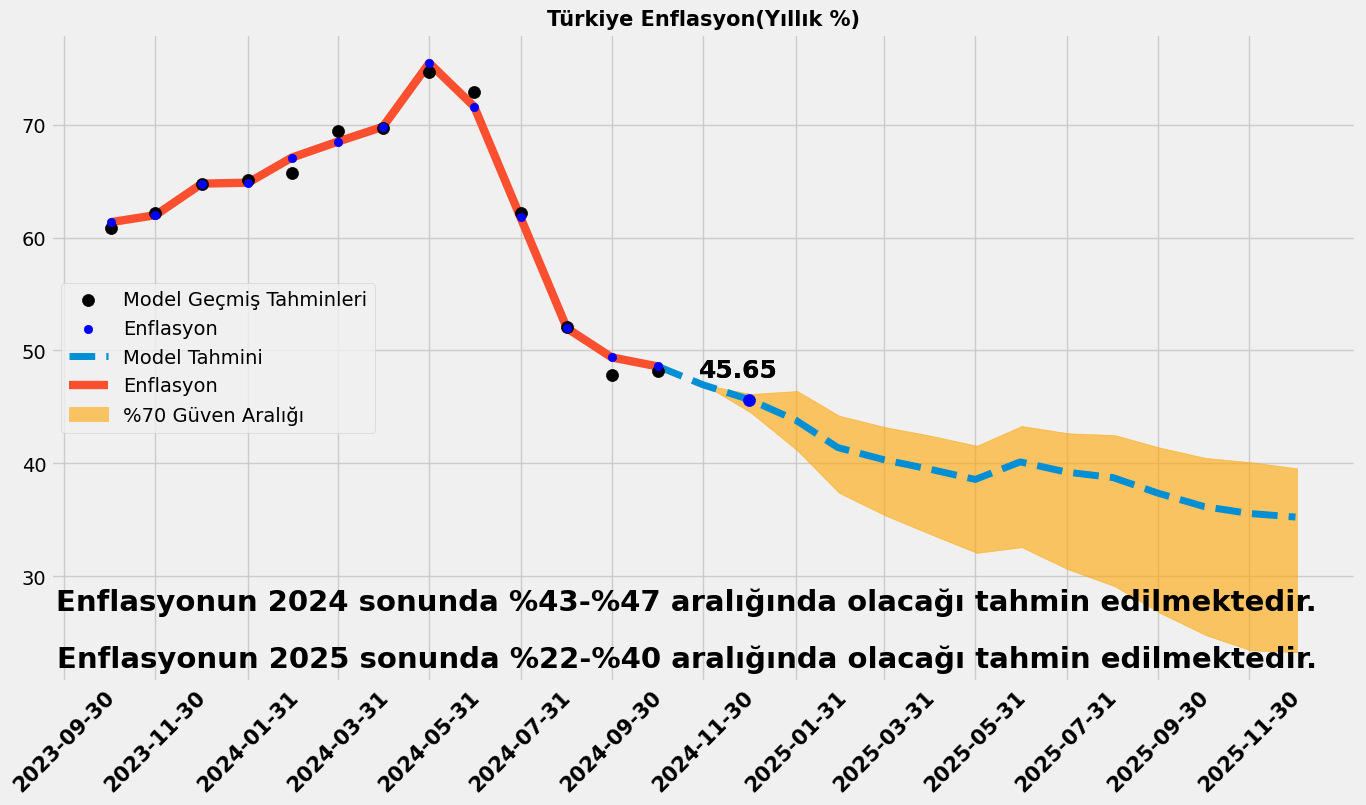 Türkiye Enflasyon(Yıllık %)
70
60
50
40
30
Model Geçmiş Tahminleri
Enflasyon
Model Tahmini
Enflasyon
%70 Güven Aralığı
45.65
Enflasyonun 2024 sonunda %43-%47 aralığında olacağı tahmin edilmektedir.
Enflasyonun 2025 sonunda %22-%40 aralığında olacağı tahmin edilmektedir.
2023-09-30
2023-11-30
2024-01-31
2024-03-31
2024-05-31
2024-07-31
2024-09-30
2024-11-30
2025-01-31
2025-03-31
2025-05-31
2025-07-31
2025-09-30
2025-11-30